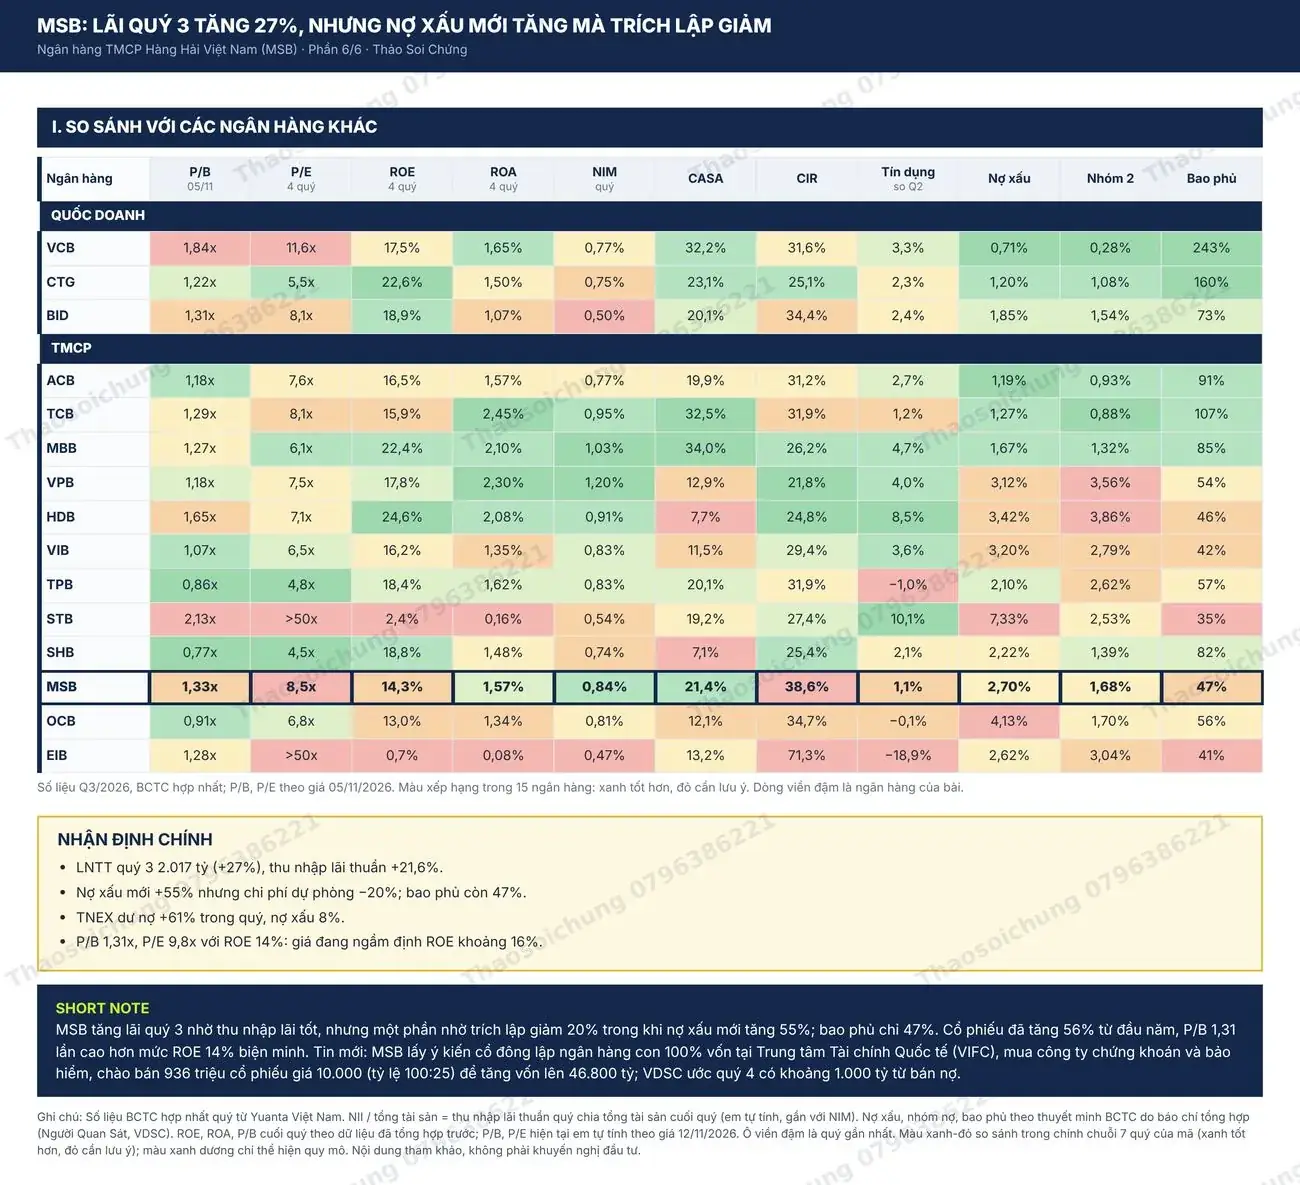 MSB: LÃI QUÝ 3 TĂNG 27%, NHƯNG NỢ XẤU MỚI TĂNG MÀ TRÍCH LẬP GIẢM
Ngân hàng TMCP Hàng Hải Việt Nam (MSB) · Phần 6/6 · Thảo Soi Chứng
I. SO SÁNH VỚI CÁC NGÂN HÀNG KHÁC
Ngân hàng P/B 05/11 P/E 4 quý ROE 4 quý ROA 4 quý NIM quý CASA CIR Tín dụng so Q2 Nợ xấu Nhóm 2 Bao phủ
QUỐC DOANH
VCB 1,84x 11,6x 17,5% 1,65% 0,77% 32,2% 31,6% 3,3% 0,71% 0,28% 243%
CTG 1,22x 5,5x 22,6% 1,50% 0,75% 23,1% 25,1% 2,3% 1,20% 1,08% 160%
BID 1,31x 8,1x 18,9% 1,07% 0,50% 20,1% 34,4% 2,4% 1,85% 1,54% 73%
TMCP
ACB 1,18x 7,6x 16,5% 1,57% 0,77% 19,9% 31,2% 2,7% 1,19% 0,93% 91%
TCB 1,29x 8,1x 15,9% 2,45% 0,95% 32,5% 31,9% 1,2% 1,27% 0,88% 107%
MBB 1,27x 6,1x 22,4% 2,10% 1,03% 34,0% 26,2% 4,7% 1,67% 1,32% 85%
VPB 1,18x 7,5x 17,8% 2,30% 1,20% 12,9% 21,8% 4,0% 3,12% 3,56% 54%
HDB 1,65x 7,1x 24,6% 2,08% 0,91% 7,7% 24,8% 8,5% 3,42% 3,86% 46%
VIB 1,07x 6,5x 16,2% 1,35% 0,83% 11,5% 29,4% 3,6% 3,20% 2,79% 42%
TPB 0,86x 4,8x 18,4% 1,62% 0,83% 20,1% 31,9% −1,0% 2,10% 2,62% 57%
STB 2,13x >50x 2,4% 0,16% 0,54% 19,2% 27,4% 10,1% 7,33% 2,53% 35%
SHB 0,77x 4,5x 18,8% 1,48% 0,74% 7,1% 25,4% 2,1% 2,22% 1,39% 82%
MSB 1,33x 8,5x 14,3% 1,57% 0,84% 21,4% 38,6% 1,1% 2,70% 1,68% 47%
OCB 0,91x 6,8x 13,0% 1,34% 0,81% 12,1% 34,7% −0,1% 4,13% 1,70% 56%
EIB 1,28x >50x 0,7% 0,08% 0,47% 13,2% 71,3% −18,9% 2,62% 3,04% 41%
Số liệu Q3/2026, BCTC hợp nhất; P/B, P/E theo giá 05/11/2026. Màu xếp hạng trong 15 ngân hàng: xanh tốt hơn, đỏ cần lưu ý. Dòng viền đậm là ngân hàng của bài.
NHẬN ĐỊNH CHÍNH
• LNTT quý 3 2.017 tỷ (+27%), thu nhập lãi thuần +21,6%.
• Nợ xấu mới +55% nhưng chi phí dự phòng −20%; bao phủ còn 47%.
• TNEX dư nợ +61% trong quý, nợ xấu 8%.
• P/B 1,31x, P/E 9,8x với ROE 14%: giá đang ngầm định ROE khoảng 16%.
SHORT NOTE
MSB tăng lãi quý 3 nhờ thu nhập lãi tốt, nhưng một phần nhờ trích lập giảm 20% trong khi nợ xấu mới tăng 55%; bao phủ chỉ 47%. Cổ phiếu đã tăng 56% từ đầu năm, P/B 1,31
lần cao hơn mức ROE 14% biện minh. Tin mới: MSB lấy ý kiến cổ đông lập ngân hàng con 100% vốn tại Trung tâm Tài chính Quốc tế (VIFC), mua công ty chứng khoán và bảo
hiểm, chào bán 936 triệu cổ phiếu giá 10.000 (tỷ lệ 100:25) để tăng vốn lên 46.800 tỷ; VDSC ước quý 4 có khoảng 1.000 tỷ từ bán nợ.
Ghi chú: Số liệu BCTC hợp nhất quý từ Yuanta Việt Nam. NII / tổng tài sản = thu nhập lãi thuần quý chia tổng tài sản cuối quý (em tự tính, gần với NIM). Nợ xấu, nhóm nợ, bao phủ theo thuyết minh BCTC do báo chí tổng hợp
(Người Quan Sát, VDSC). ROE, ROA, P/B cuối quý theo dữ liệu đã tổng hợp trước; P/B, P/E hiện tại em tự tính theo giá 12/11/2026. Ô viền đậm là quý gần nhất. Màu xanh-đỏ so sánh trong chính chuỗi 7 quý của mã (xanh tốt
hơn, đỏ cần lưu ý); màu xanh dương chỉ thể hiện quy mô. Nội dung tham khảo, không phải khuyến nghị đầu tư.
Thaosoichung 0796386221